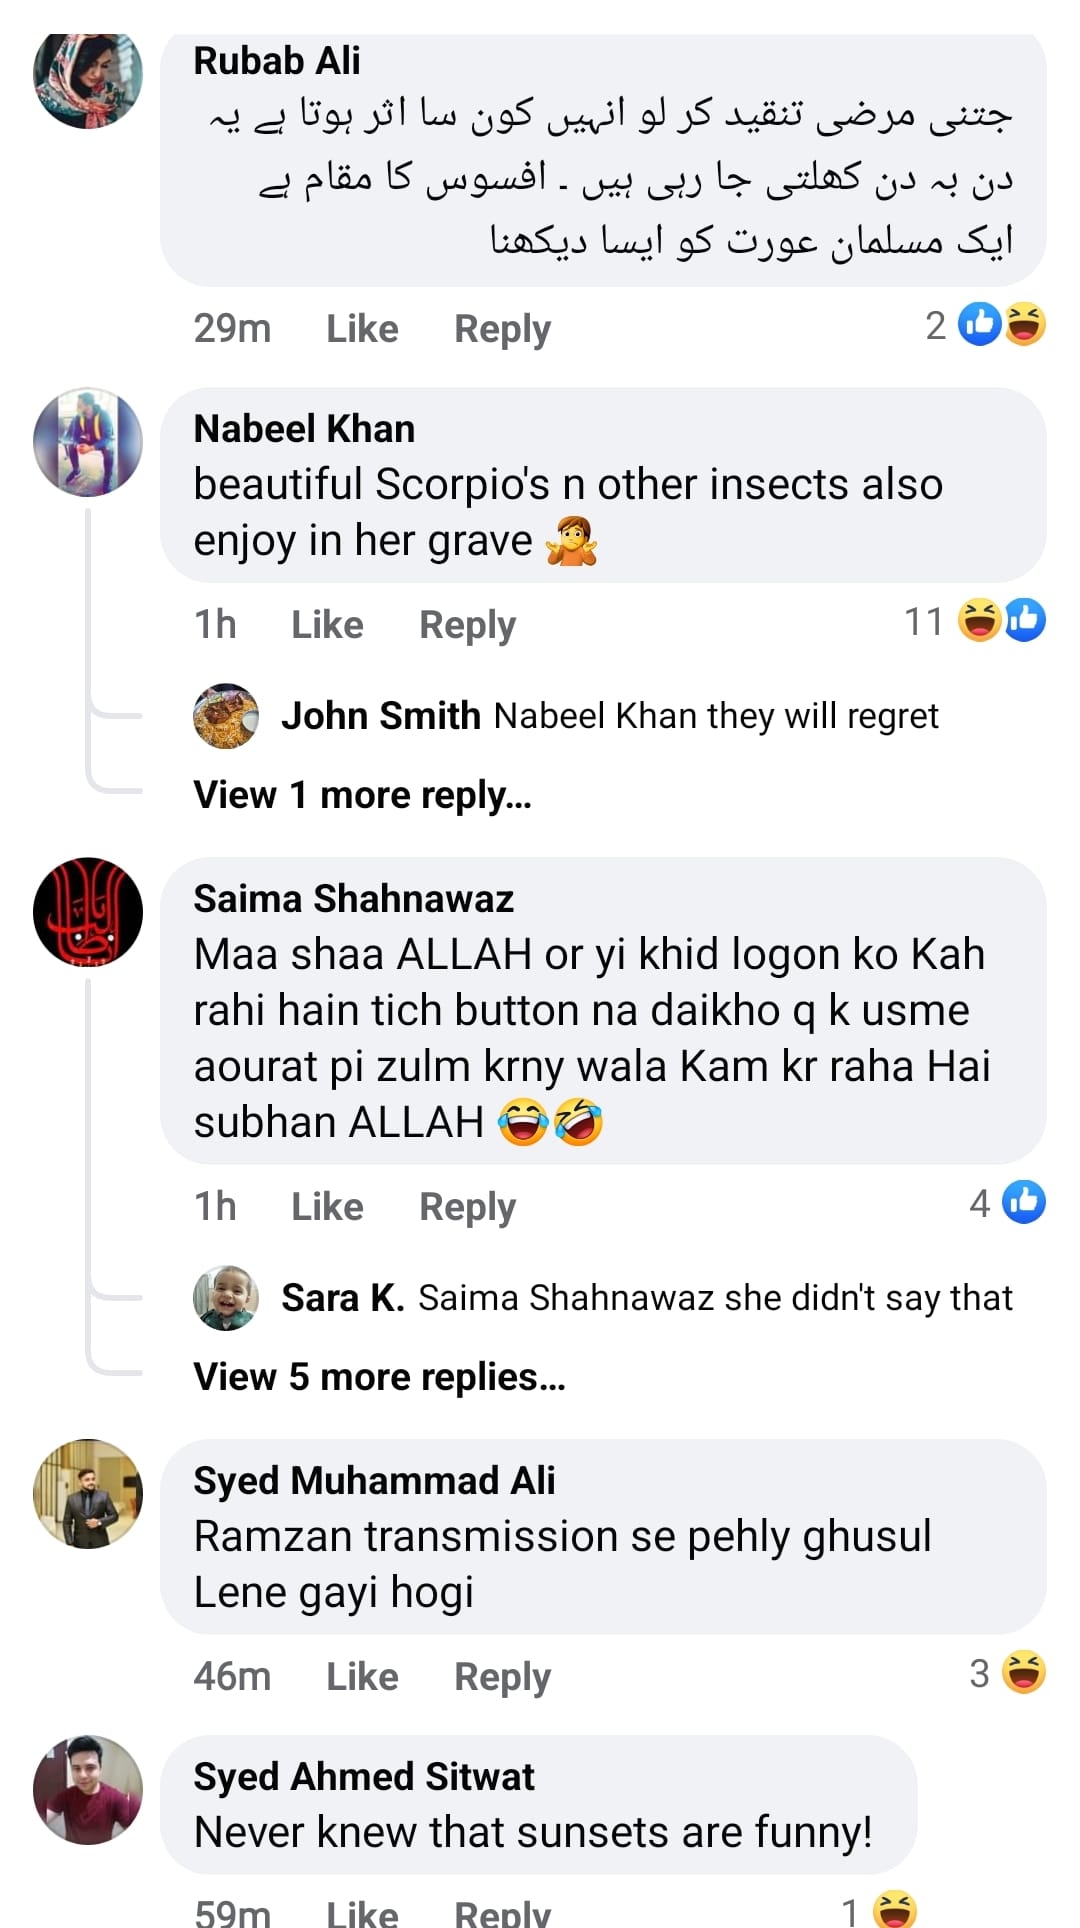 Rubab Ali
جتنی مرضی تنقید کر لو انہیں کون سا اثر ہوتا ہے یہ
دن بہ دن کھلتی جا رہی ہیں ۔ افسوس کا مقام ہے
ایک مسلمان عورت کو ایسا دیکھنا
29m Like Reply 2
Nabeel Khan
beautiful Scorpio's n other insects also
enjoy in her grave 🤷
1h Like Reply 11
John Smith Nabeel Khan they will regret
View 1 more reply...
Saima Shahnawaz
Maa shaa ALLAH or yi khid logon ko Kah
rahi hain tich button na daikho q k usme
aourat pi zulm krny wala Kam kr raha Hai
subhan ALLAH 😂🤣
1h Like Reply 4
Sara K. Saima Shahnawaz she didn't say that
View 5 more replies...
Syed Muhammad Ali
Ramzan transmission se pehly ghusul
Lene gayi hogi
46m Like Reply 3
Syed Ahmed Sitwat
Never knew that sunsets are funny!
59m Like Reply 1